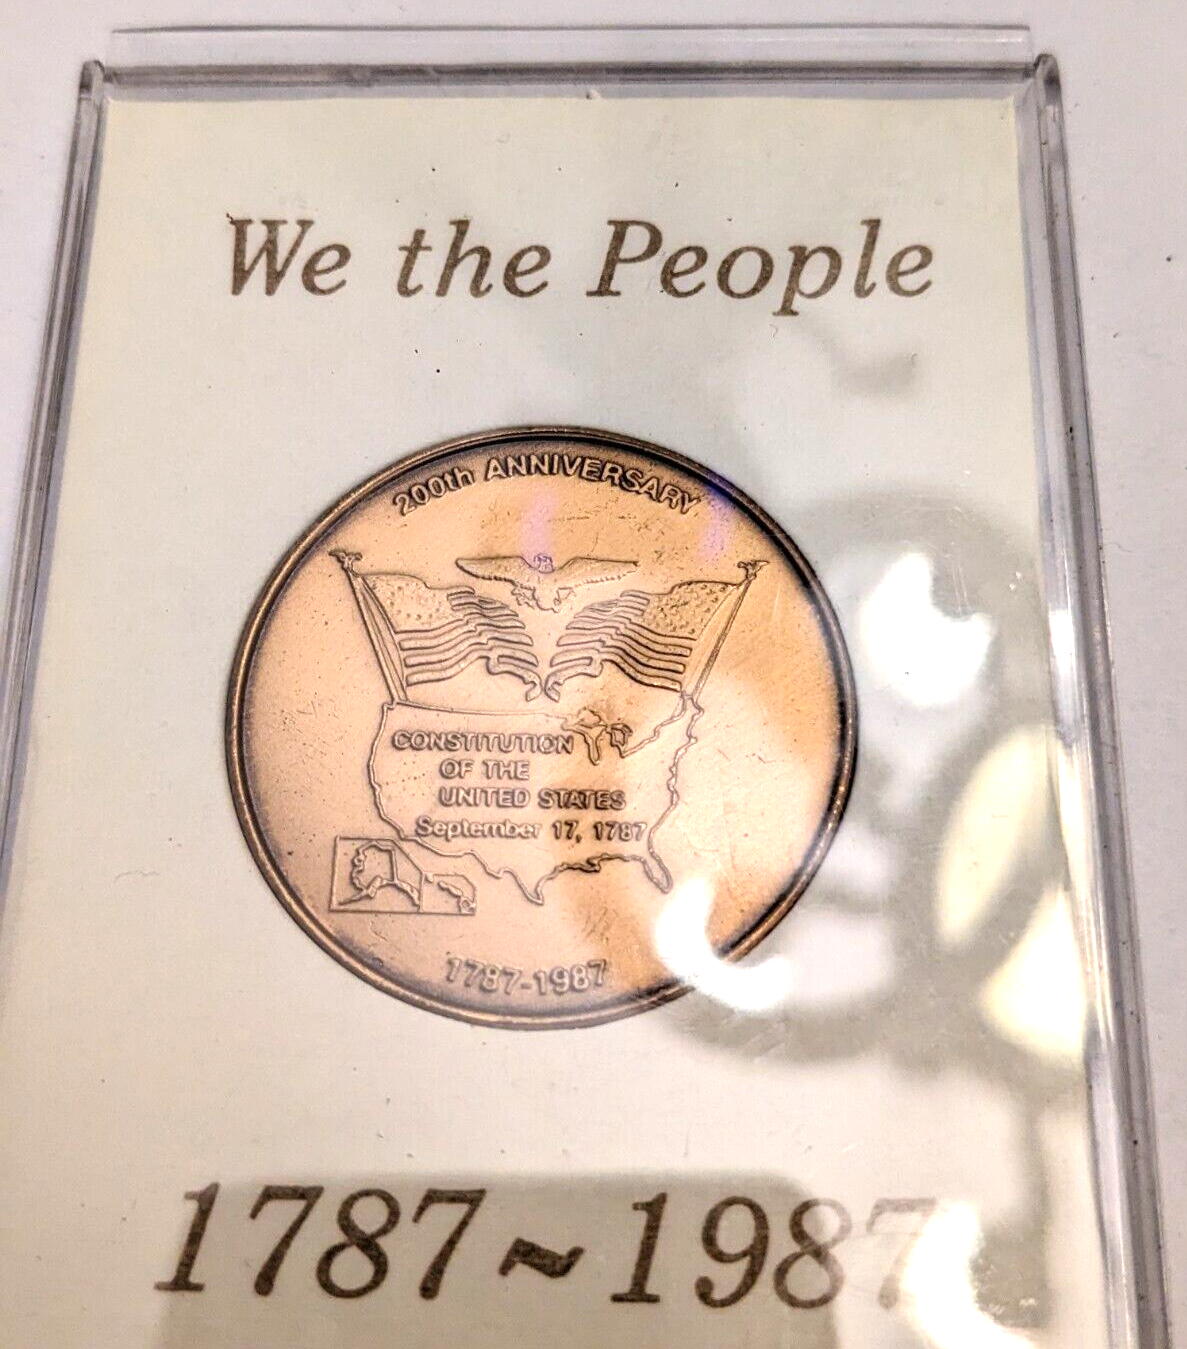 We the People
200th ANNIVERSARY
CONSTITUTION
OF THE
UNITED STATES
September 17, 1787
1787-1987
1787~1987